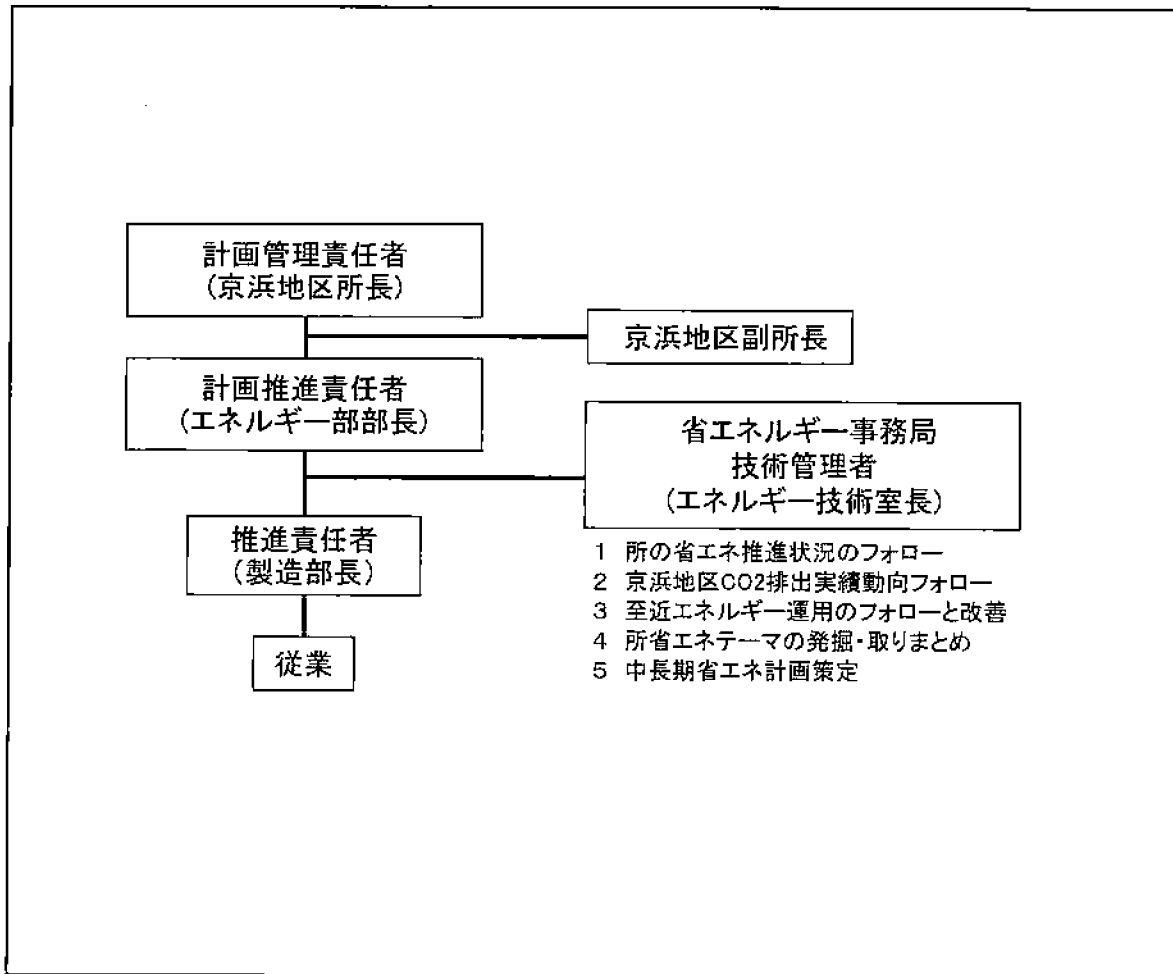 計画管理責任者
(京浜地区所長)
京浜地区副所長
計画推進責任者
(エネルギー部部長)
省エネルギー事務局
技術管理者
(エネルギー技術室長)
推進責任者
(製造部長)
1 所の省エネ推進状況のフォロー
2 京浜地区CO2排出実績動向フォロー
3 至近エネルギー運用のフォローと改善
4 所省エネテーマの発掘・取りまとめ
5 中長期省エネ計画策定
従業